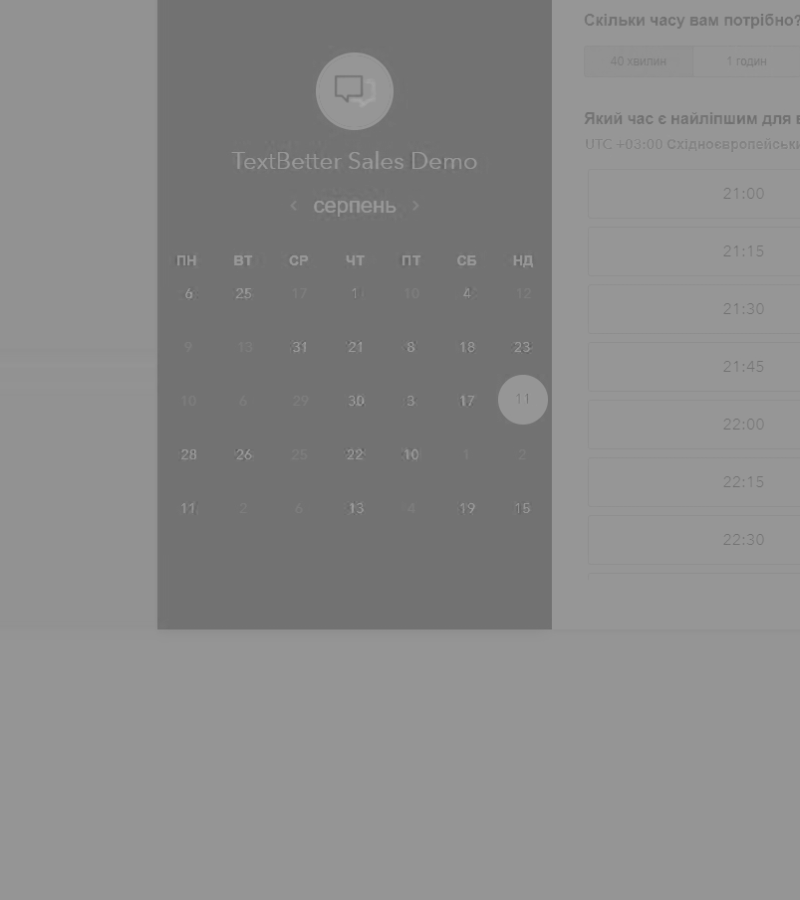 TextBetter Sales Demo
‹ серпень ›
ПН ВТ СР ЧТ ПТ СБ НД
6 25 17 1 10 4 12
9 13 31 21 8 18 23
10 6 29 30 3 17 11
28 26 25 22 10 1 2
11 2 6 13 4 19 15
Скільки часу вам потрібно?
40 хвилин 1 годин
Який час є найліпшим для
UTC +03:00
21:00
21:15
21:30
21:45
22:00
22:15
22:30